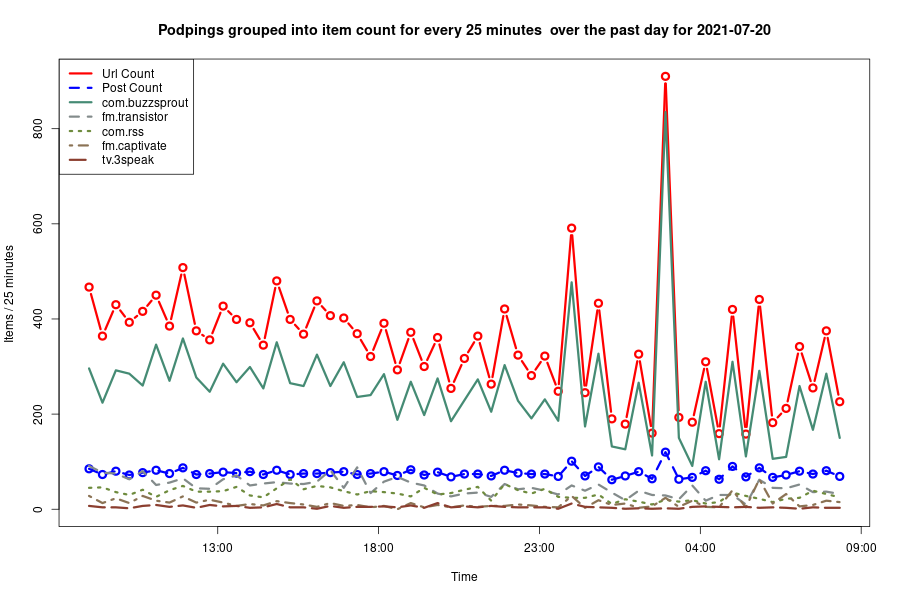 Podpings grouped into item count for every 25 minutes  over the past day for 2021-07-20
Url Count
Post Count
com.buzzsprout
fm.transistor
com.rss
fm.captivate
tv.3speak
Items / 25 minutes
800
600
400
200
0
13:00 18:00 23:00 04:00 09:00
Time